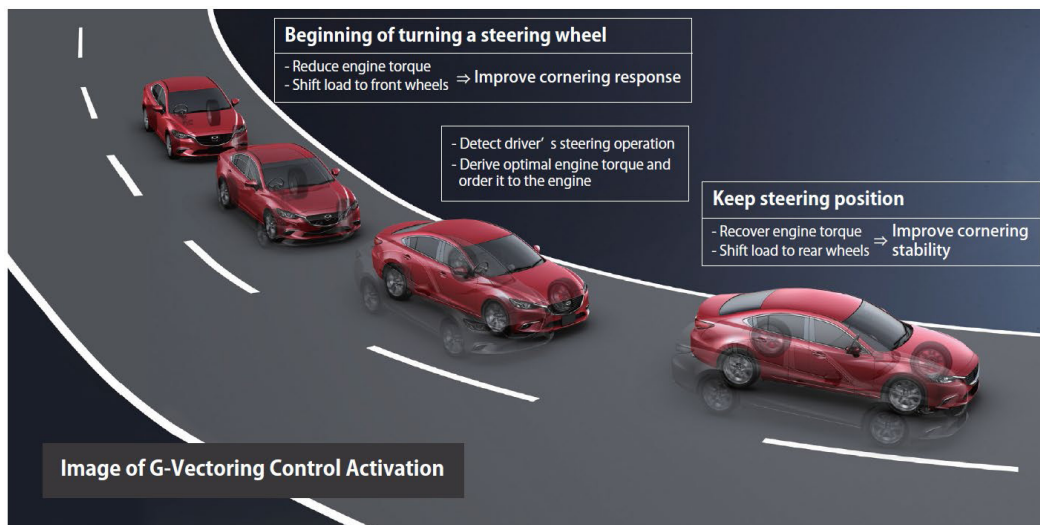 Beginning of turning a steering wheel
- Reduce engine torque
- Shift load to front wheels ⇒ Improve cornering response
- Detect driver’ s steering operation
- Derive optimal engine torque and
order it to the engine
Keep steering position
- Recover engine torque
- Shift load to rear wheels ⇒ Improve cornering
stability
Image of G-Vectoring Control Activation